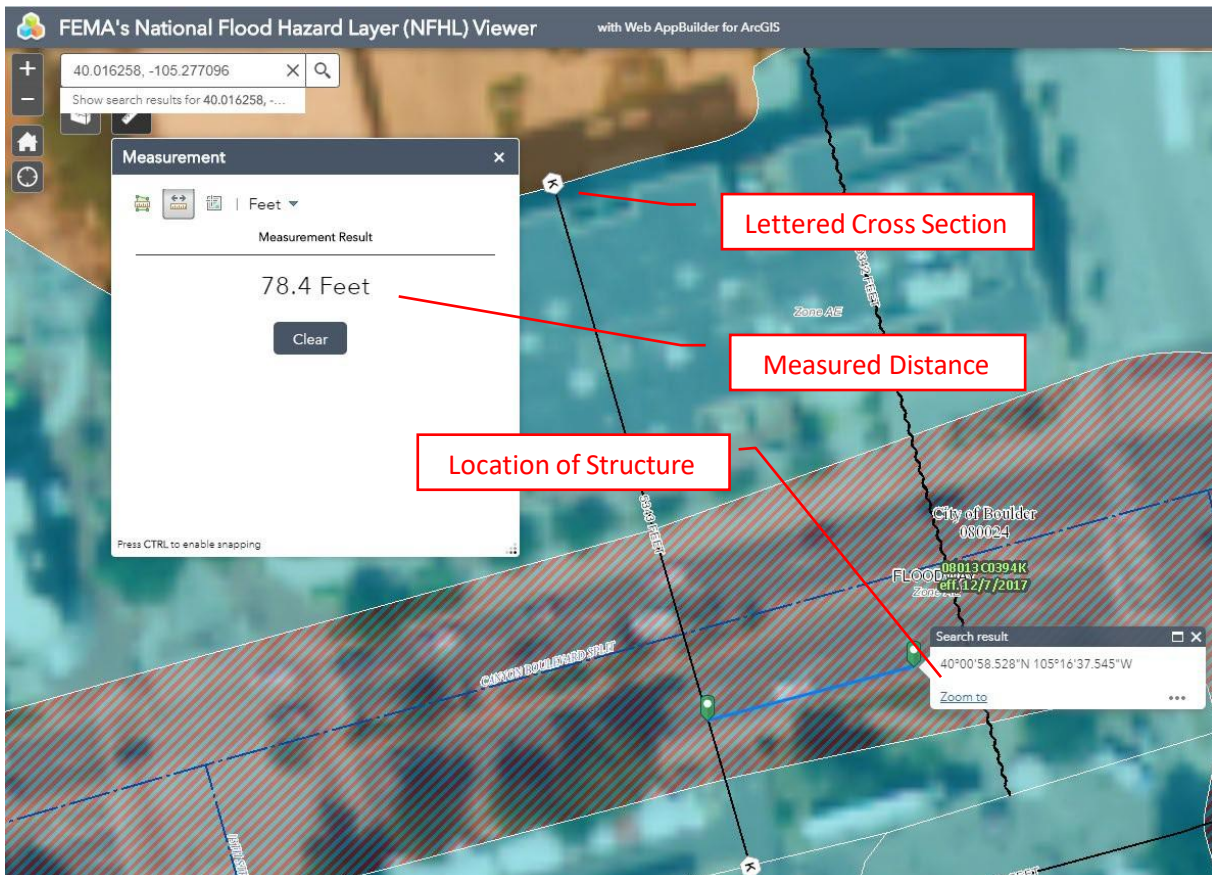 FEMA's National Flood Hazard Layer (NFHL) Viewer with Web AppBuilder for ArcGIS
+
40.016258, -105.277096
−
Show search results for 40.016258, -...
Measurement
K
Feet
Lettered Cross Section
Measurement Result
78.4 Feet
Zone AE
Clear
Measured Distance
Location of Structure
5343 FEET
City of Boulder
080024
08013C0394K
eff. 12/7/2017
Press CTRL to enable snapping
Search result
40°00'58.528"N 105°16'37.545"W
CANYON BOULEVARD SPLIT
Zoom to
...
K